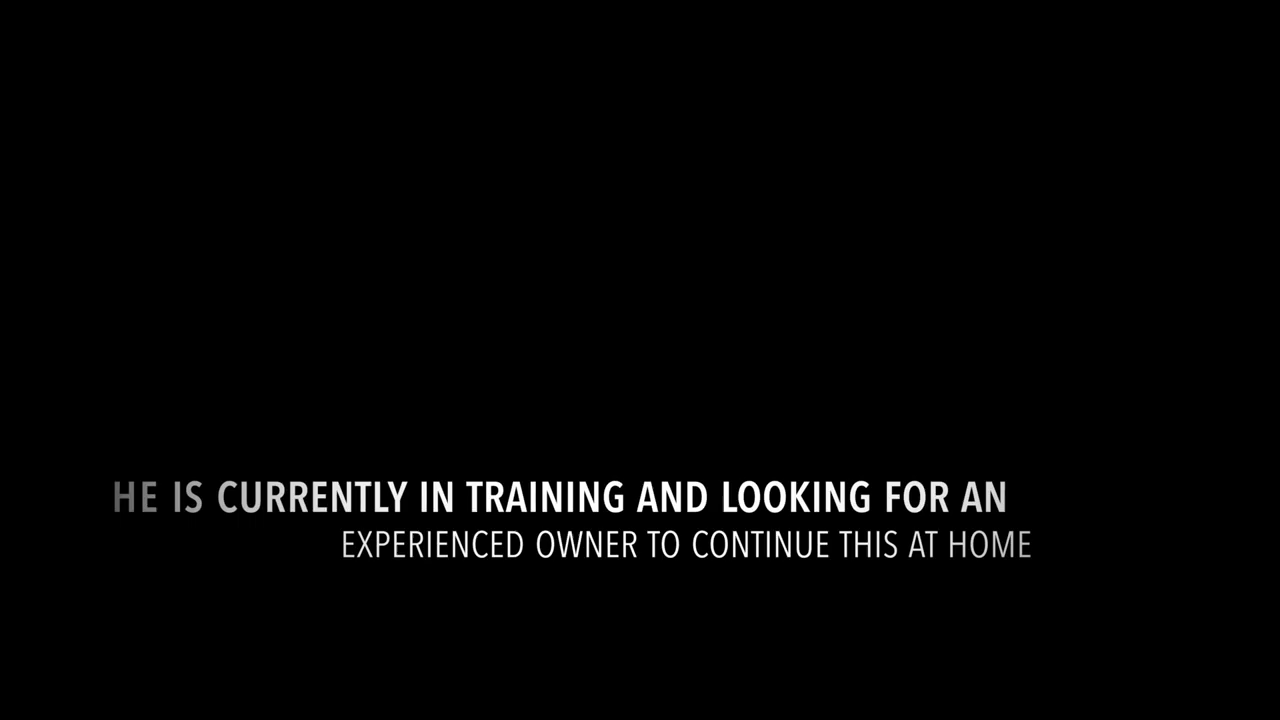 HE IS CURRENTLY IN TRAINING AND LOOKING FOR AN
EXPERIENCED OWNER TO CONTINUE THIS AT HOME